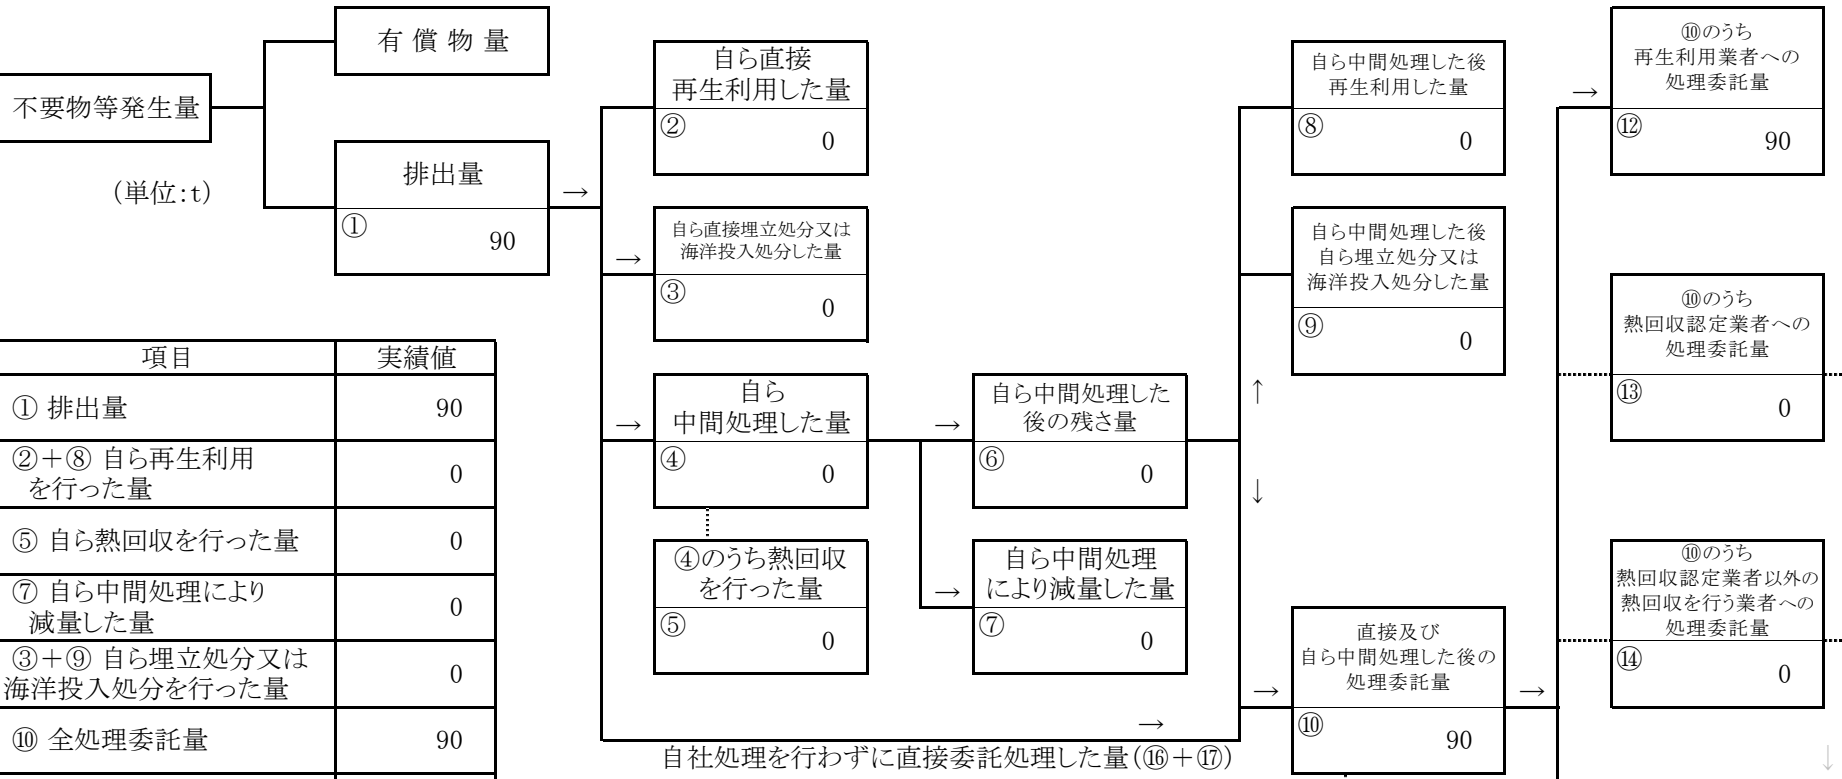 有償物量
不要物等発生量
(単位:t)
排出量
①
90
→
自ら直接
再生利用した量
②
0
→
自ら直接埋立処分又は
海洋投入処分した量
③
0
→
自ら
中間処理した量
④
0
④のうち熱回収
を行った量
⑤
0
→
自ら中間処理した
後の残さ量
⑥
0
→
自ら中間処理
により減量した量
⑦
0
自ら中間処理した後
再生利用した量
⑧
0
自ら中間処理した後
自ら埋立処分又は
海洋投入処分した量
⑨
0
↑
↓
→
自社処理を行わずに直接委託処理した量(⑯+⑰)
→
直接及び
自ら中間処理した後の
処理委託量
⑩
90
→
→
⑩のうち
再生利用業者への
処理委託量
⑫
90
⑩のうち
熱回収認定業者への
処理委託量
⑬
0
⑩のうち
熱回収認定業者以外の
熱回収を行う業者への
処理委託量
⑭
0
↓
項目 実績値
① 排出量 90
②+⑧ 自ら再生利用
を行った量 0
⑤ 自ら熱回収を行った量 0
⑦ 自ら中間処理により
減量した量 0
③+⑨ 自ら埋立処分又は
海洋投入処分を行った量 0
⑩ 全処理委託量 90